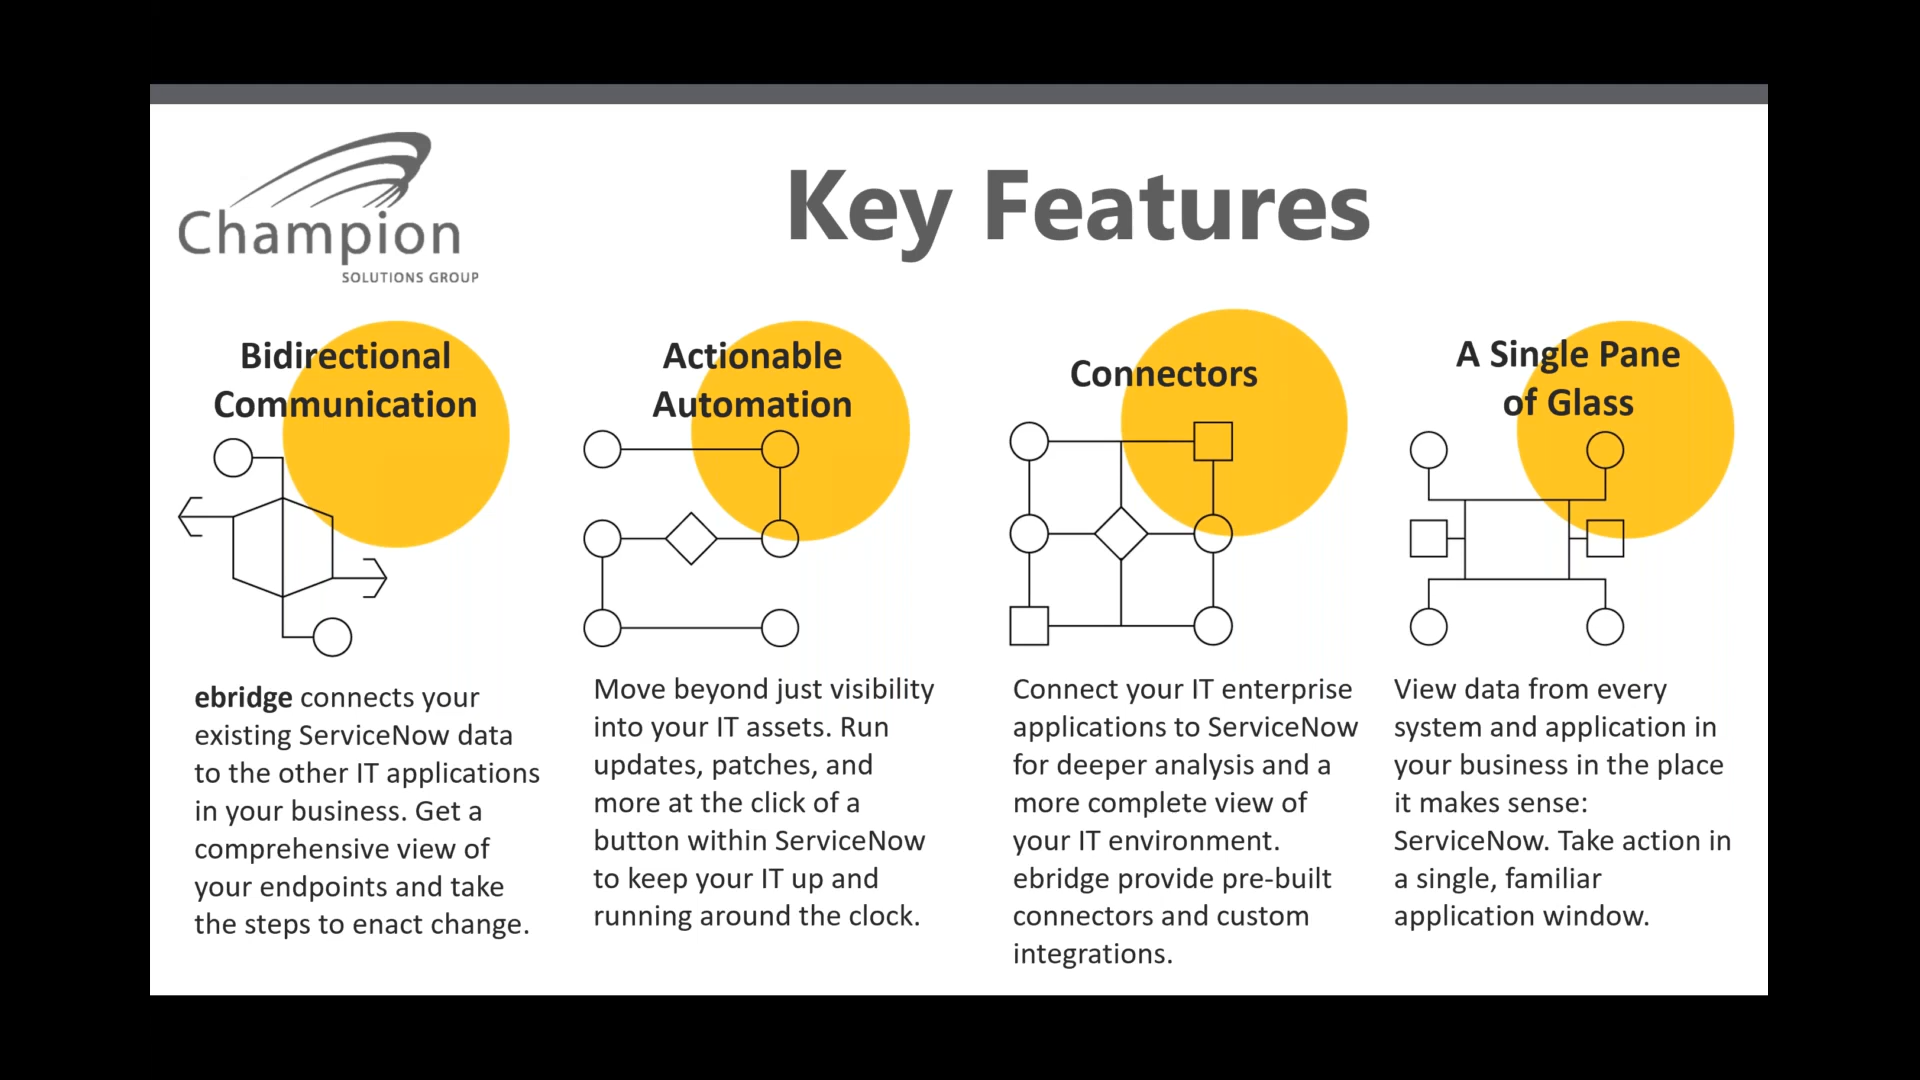 Champion
SOLUTIONS GROUP
Key Features
Bidirectional
Communication
ebridge connects your
existing ServiceNow data
to the other IT applications
in your business. Get a
comprehensive view of
your endpoints and take
the steps to enact change.
Actionable
Automation
Move beyond just visibility
into your IT assets. Run
updates, patches, and
more at the click of a
button within ServiceNow
to keep your IT up and
running around the clock.
Connectors
Connect your IT enterprise
applications to ServiceNow
for deeper analysis and a
more complete view of
your IT environment.
ebridge provide pre-built
connectors and custom
integrations.
A Single Pane
of Glass
View data from every
system and application in
your business in the place
it makes sense:
ServiceNow. Take action in
a single, familiar
application window.